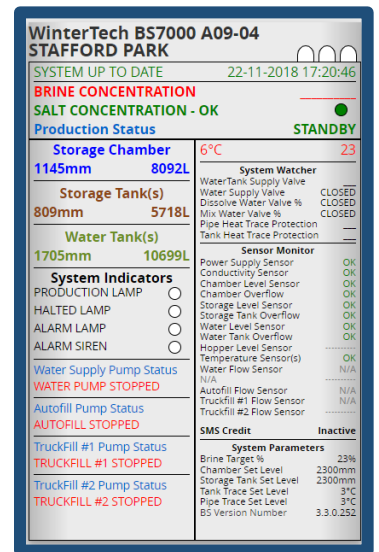 WinterTech BS7000 A09-04
STAFFORD PARK
SYSTEM UP TO DATE 22-11-2018 17:20:46
BRINE CONCENTRATION
SALT CONCENTRATION - OK
Production Status STANDBY
Storage Chamber
1145mm 8092L
Storage Tank(s)
809mm 5718L
Water Tank(s)
1705mm 10699L
System Indicators
PRODUCTION LAMP
HALTED LAMP
ALARM LAMP
ALARM SIREN
Water Supply Pump Status
WATER PUMP STOPPED
Autofill Pump Status
AUTOFILL STOPPED
TruckFill #1 Pump Status
TRUCKFILL #1 STOPPED
TruckFill #2 Pump Status
TRUCKFILL #2 STOPPED
6°C 23
System Watcher
WaterTank Supply Valve __
Water Supply Valve CLOSED
Dissolve Water Valve % CLOSED
Mix Water Valve % CLOSED
Pipe Heat Trace Protection __
Tank Heat Trace Protection __
Sensor Monitor
Power Supply Sensor OK
Conductivity Sensor OK
Chamber Level Sensor OK
Chamber Overflow OK
Storage Level Sensor OK
Storage Tank Overflow OK
Water Level Sensor OK
Water Tank Overflow OK
Hopper Level Sensor ---------
Temperature Sensor(s) OK
Water Flow Sensor N/A
N/A ---------
Autofill Flow Sensor N/A
Truckfill #1 Flow Sensor N/A
Truckfill #2 Flow Sensor ---------
SMS Credit Inactive
System Parameters
Brine Target % 23%
Chamber Set Level 2300mm
Storage Tank Set Level 2300mm
Tank Trace Set Level 3°C
Pipe Trace Set Level 3°C
BS Version Number 3.3.0.252